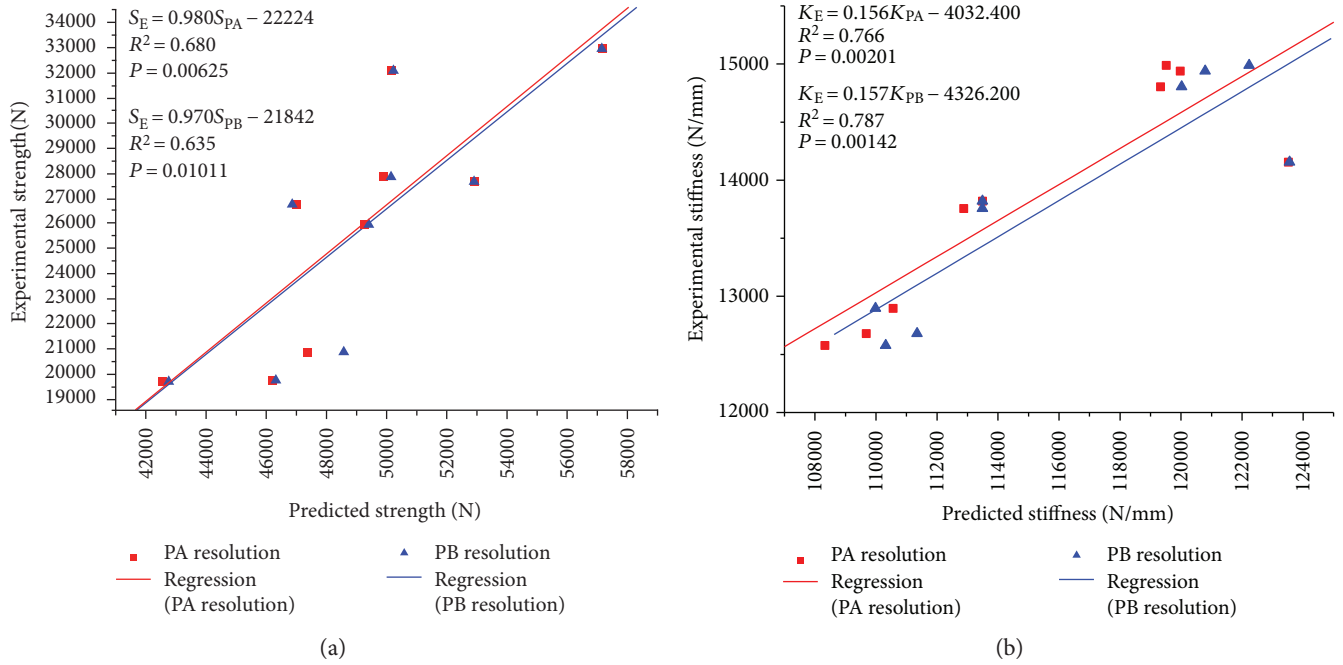 S_E = 0.980S_PA − 22224
R² = 0.680
P = 0.00625
S_E = 0.970S_PB − 21842
R² = 0.635
P = 0.01011
Experimental strength(N)
34000
33000
32000
31000
30000
29000
28000
27000
26000
25000
24000
23000
22000
21000
20000
19000
42000
44000
46000
48000
50000
52000
54000
56000
58000
Predicted strength (N)
PA resolution
PB resolution
Regression
(PA resolution)
Regression
(PB resolution)
(a)
K_E = 0.156K_PA − 4032.400
R² = 0.766
P = 0.00201
K_E = 0.157K_PB − 4326.200
R² = 0.787
P = 0.00142
Experimental stiffness (N/mm)
15000
14000
13000
12000
108000
110000
112000
114000
116000
118000
120000
122000
124000
Predicted stiffness (N/mm)
PA resolution
PB resolution
Regression
(PA resolution)
Regression
(PB resolution)
(b)